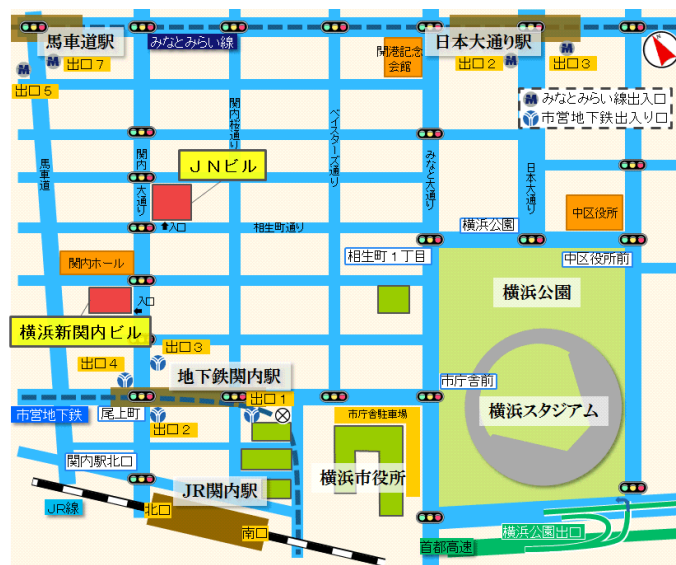 馬車道駅
みなとみらい線
日本大通り駅
開港記念
会館
出口7
出口2
出口3
出口5
みなとみらい線出入口
市営地下鉄出入り口
関内桜通り
ベイスターズ通り
馬車道
関内
大通り
みなと大通り
日本大通り
JNビル
入口
相生町通り
横浜公園
中区役所
関内ホール
相生町1丁目
中区役所前
横浜公園
入口
横浜新関内ビル
出口3
出口4
地下鉄関内駅
市庁舎前
出口1
横浜スタジアム
市営地下鉄
尾上町
市庁舎駐車場
出口2
関内駅北口
横浜市役所
JR関内駅
JR線
北口
南口
横浜公園出口
首都高速